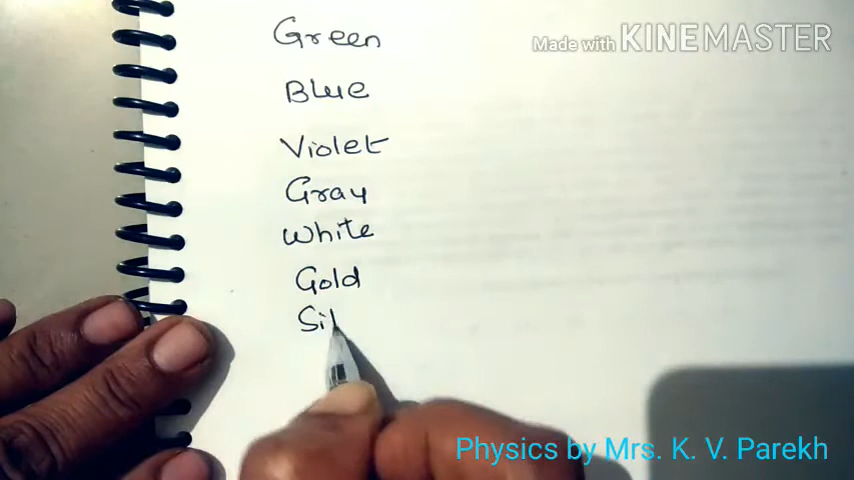 Green
Made with KINEMASTER
Blue
Violet
Gray
White
Gold
Sil
Physics by Mrs. K. V. Parekh